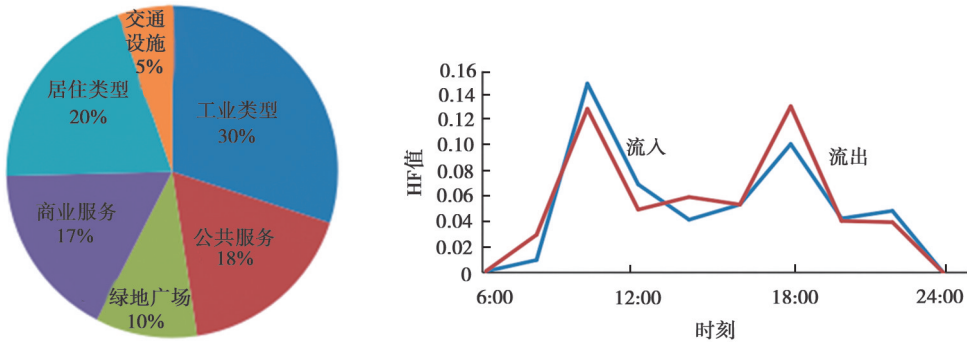 交通
设施
5%
居住类型
20%
工业类型
30%
商业服务
17%
公共服务
18%
绿地广场
10%
HF值
0.16
0.14
0.12
0.10
0.08
0.06
0.04
0.02
0
流入
流出
6:00
12:00
18:00
24:00
时刻